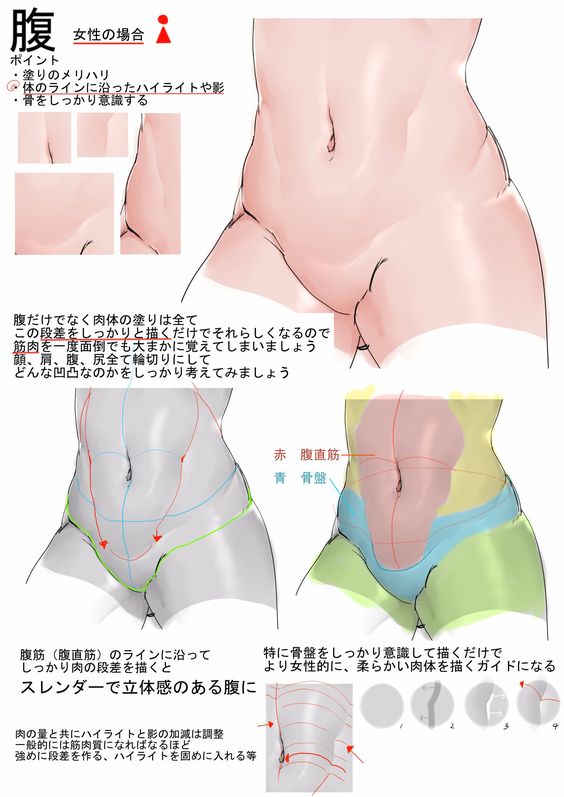 腹
女性の場合
ポイント
・塗りのメリハリ
・体のラインに沿ったハイライトや影
・骨をしっかり意識する
腹だけでなく肉体の塗りは全て
この段差をしっかりと描くだけでそれらしくなるので
筋肉を一度面倒でも大まかに覚えてしまいましょう
顔、肩、腹、尻全て輪切りにして
どんな凹凸なのかをしっかり考えてみましょう
赤 腹直筋
青 骨盤
腹筋（腹直筋）のラインに沿って
しっかり肉の段差を描くと
スレンダーで立体感のある腹に
肉の量と共にハイライトと影の加減は調整
一般的には筋肉質になればなるほど
強めに段差を作る、ハイライトを固めに入れる等
特に骨盤をしっかり意識して描くだけで
より女性的に、柔らかい肉体を描くガイドになる
1 2 3 4